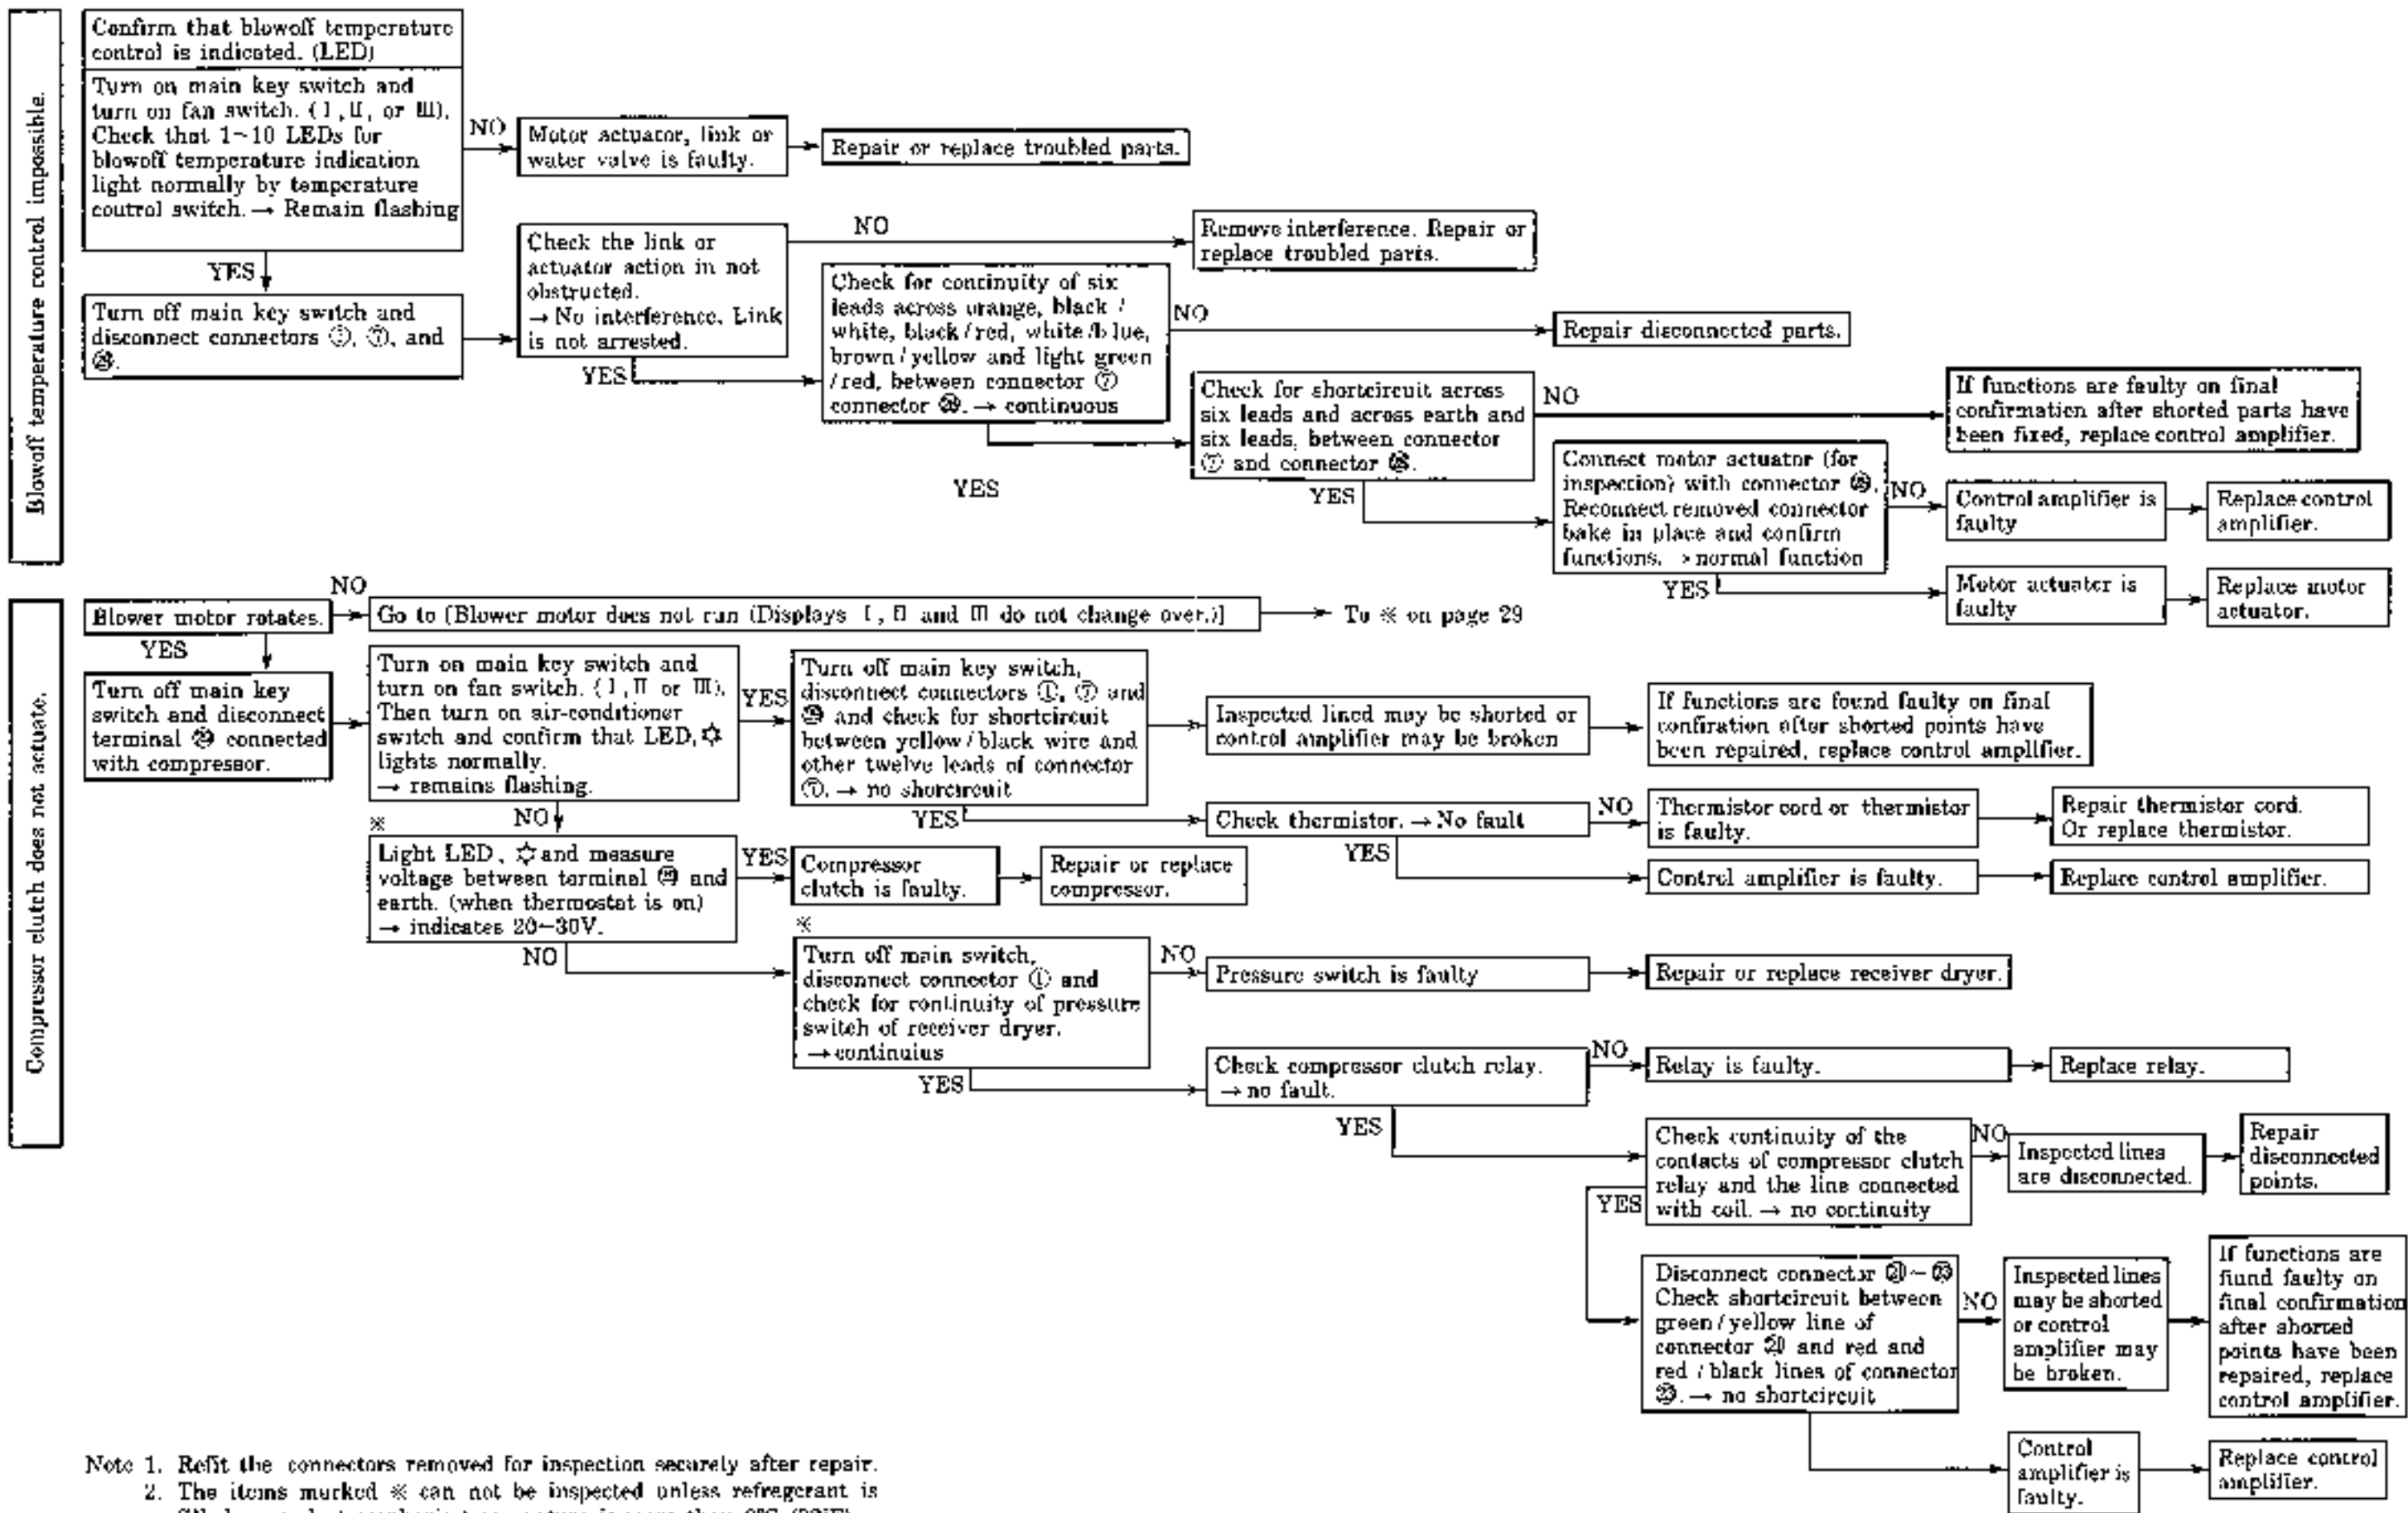 Blowoff temperature control impossible.
Confirm that blowoff temperature
control is indicated. (LED)
Turn on main key switch and
turn on fan switch. (I, II, or III),
Check that 1~10 LEDs for
blowoff temperature indication
light normally by temperature
coutrol switch. → Remain flashing
NO
Motor actuator, link or
water valve is faulty.
Repair or replace troubled parts.
YES
Turn off main key switch and
disconnect connectors ⑦, and
Check the link or
actuator action in not
obstructed.
→ No interference. Link
is not arrested.
NO
Remove interference. Repair or
replace troubled parts.
YES
Check for continuity of six
leads across orange, black /
white, black / red, white / blue,
brown / yellow and light green
/ red, between connector ⑦
connector → continuous
NO
Repair disconnected parts.
YES
Check for shortcircuit across
six leads and across earth and
six leads, between connector
⑦ and connector
NO
If functions are faulty on final
confirmation after shorted parts have
been fixed, replace control amplifier.
YES
Connect motor actuator (for
inspection) with connector
Reconnect removed connector
bake in place and confirm
functions. → normal function
NO
Control amplifier is
faulty
Replace control
amplifier.
YES
Motor actuator is
faulty
Replace motor
actuator.
Compressor clutch does not actuate.
Blower motor rotates.
NO
Go to [Blower motor does not run (Displays I, II and III do not change over.)]
To ※ on page 29
YES
Turn off main key
switch and disconnect
terminal connected
with compressor.
Turn on main key switch and
turn on fan switch. (I, II or III).
Then turn on air-conditioner
switch and confirm that LED,
lights normally.
→ remains flashing.
YES
Turn off main key switch,
disconnect connectors ①, ⑦ and
and check for shortcircuit
between yellow / black wire and
other twelve leads of connector
⑦. → no shorcircuit
Inspected lined may be shorted or
control amplifier may be broken
If functions are found faulty on final
confiration after shorted points have
been repaired, replace control amplifier.
YES
Check thermistor. → No fault
NO
Thermistor cord or thermistor
is faulty.
Repair thermistor cord.
Or replace thermistor.
YES
Control amplifier is faulty.
Replace control amplifier.
NO
※
Light LED, and measure
voltage between terminal and
earth. (when thermostat is on)
→ indicates 20~30V.
YES
Compressor
clutch is faulty.
Repair or replace
compressor.
NO
※
Turn off main switch,
disconnect connector ① and
check for continuity of pressure
switch of receiver dryer.
→ continuius
NO
Pressure switch is faulty
Repair or replace receiver dryer.
YES
Check compressor clutch relay.
→ no fault.
NO
Relay is faulty.
Replace relay.
YES
Check continuity of the
contacts of compressor clutch
relay and the line connected
with coil. → no continuity
NO
Inspected lines
are disconnected.
Repair
disconnected
points.
YES
Disconnect connector
Check shortcircuit between
green / yellow line of
connector and red and
red / black lines of connector
→ no shortcircuit
NO
Inspected lines
may be shorted
or control
amplifier may
be broken.
If functions are
fiund faulty on
final confirmation
after shorted
points have been
repaired, replace
control amplifier.
Control
amplifier is
faulty.
Replace control
amplifier.
Note 1. Refit the connectors removed for inspection securely after repair.
2. The items marked ※ can not be inspected unless refregerant is